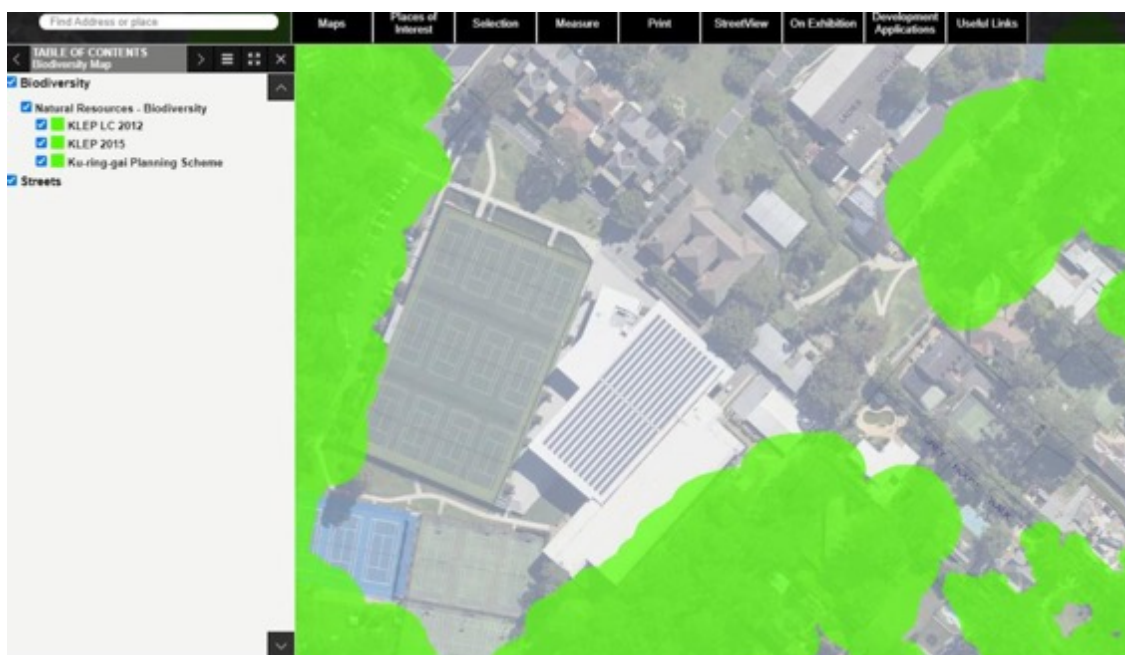 Find Address or place
Maps
Places of
Interest
Selection
Measure
Print
StreetView
On Exhibition
Development
Applications
Useful Links
TABLE OF CONTENTS
Biodiversity Map
Biodiversity
Natural Resources - Biodiversity
KLEP LC 2012
KLEP 2015
Ku-ring-gai Planning Scheme
Streets